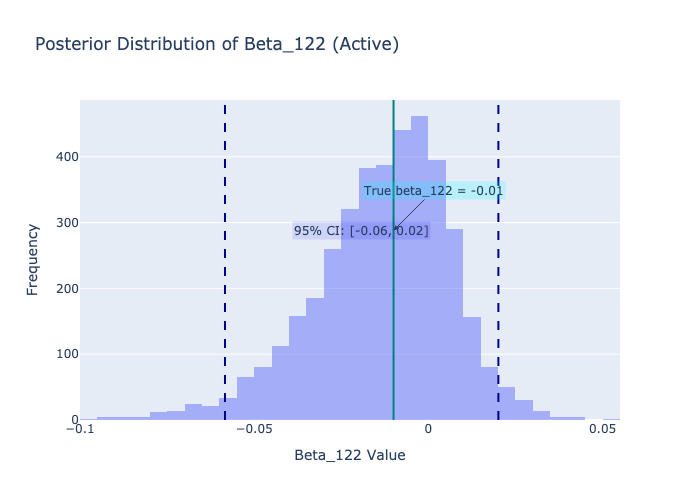 Posterior Distribution of Beta_122 (Active)
Frequency
400
300
200
100
0
True beta_122 = -0.01
95% CI: [-0.06, 0.02]
−0.1
−0.05
0
0.05
Beta_122 Value